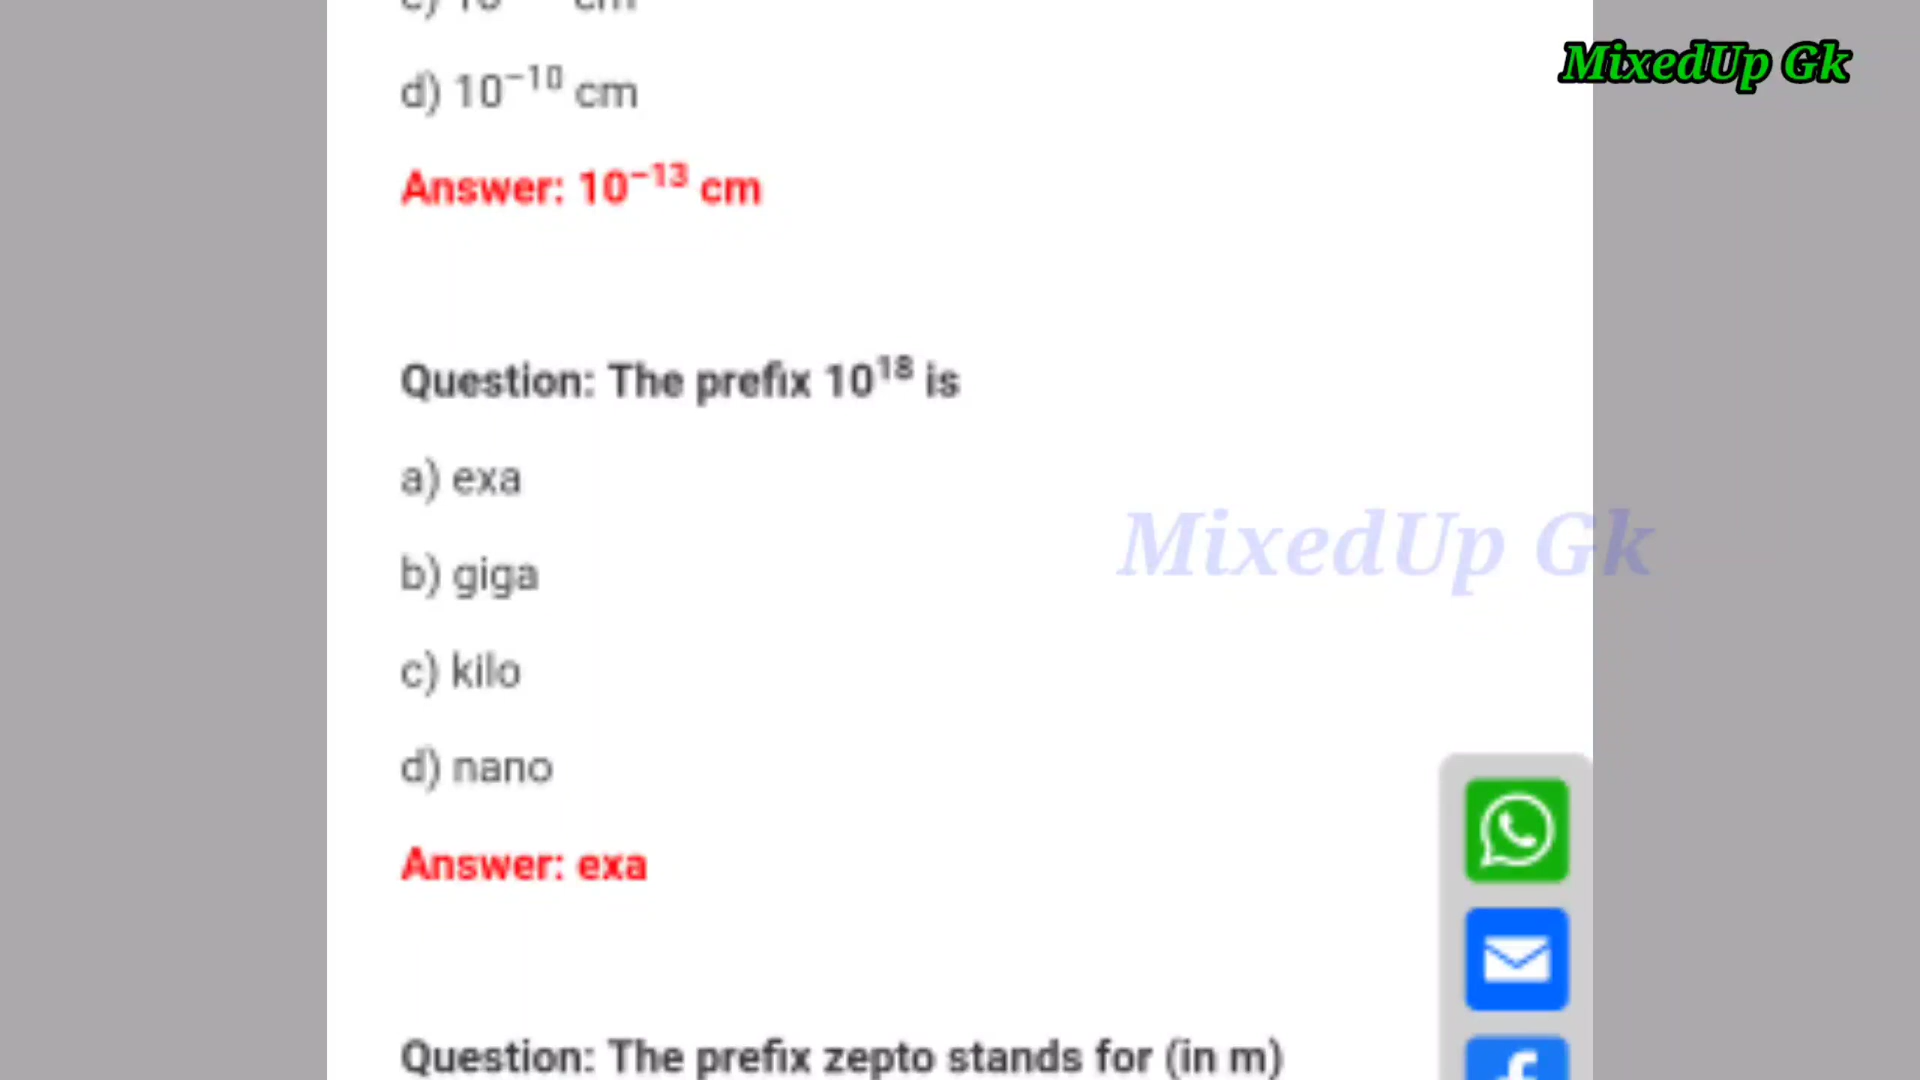 MixedUp Gk
d) 10⁻¹⁰ cm
Answer: 10⁻¹³ cm
Question: The prefix 10¹⁸ is
a) exa
MixedUp Gk
b) giga
c) kilo
d) nano
Answer: exa
Question: The prefix zepto stands for (in m)